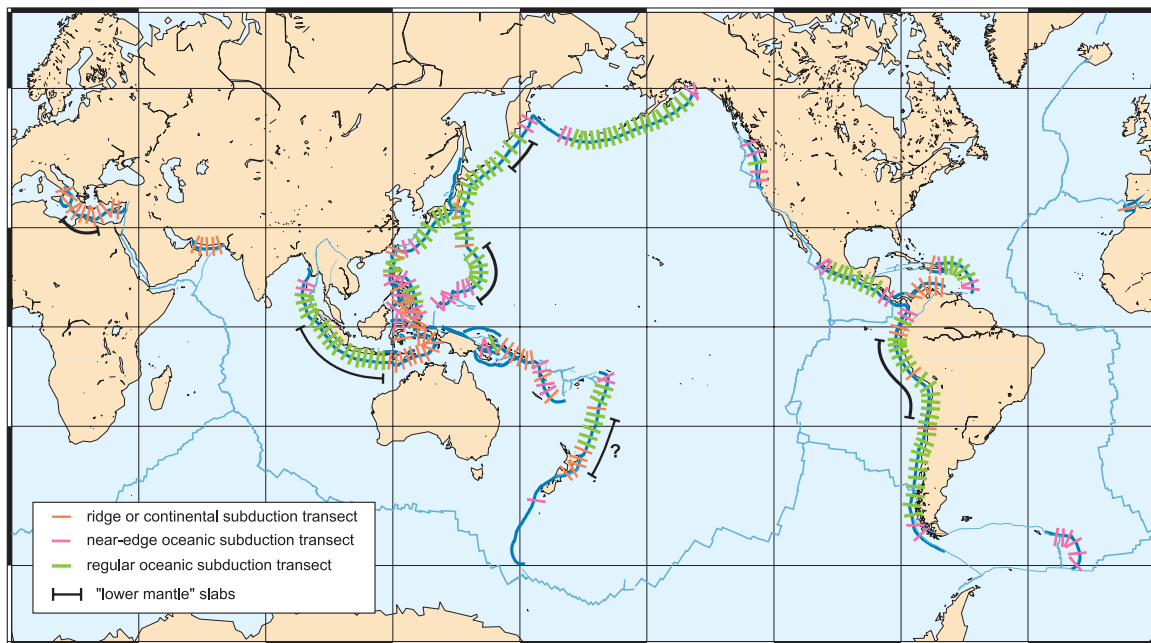 ?
ridge or continental subduction transect
near-edge oceanic subduction transect
regular oceanic subduction transect
"lower mantle" slabs